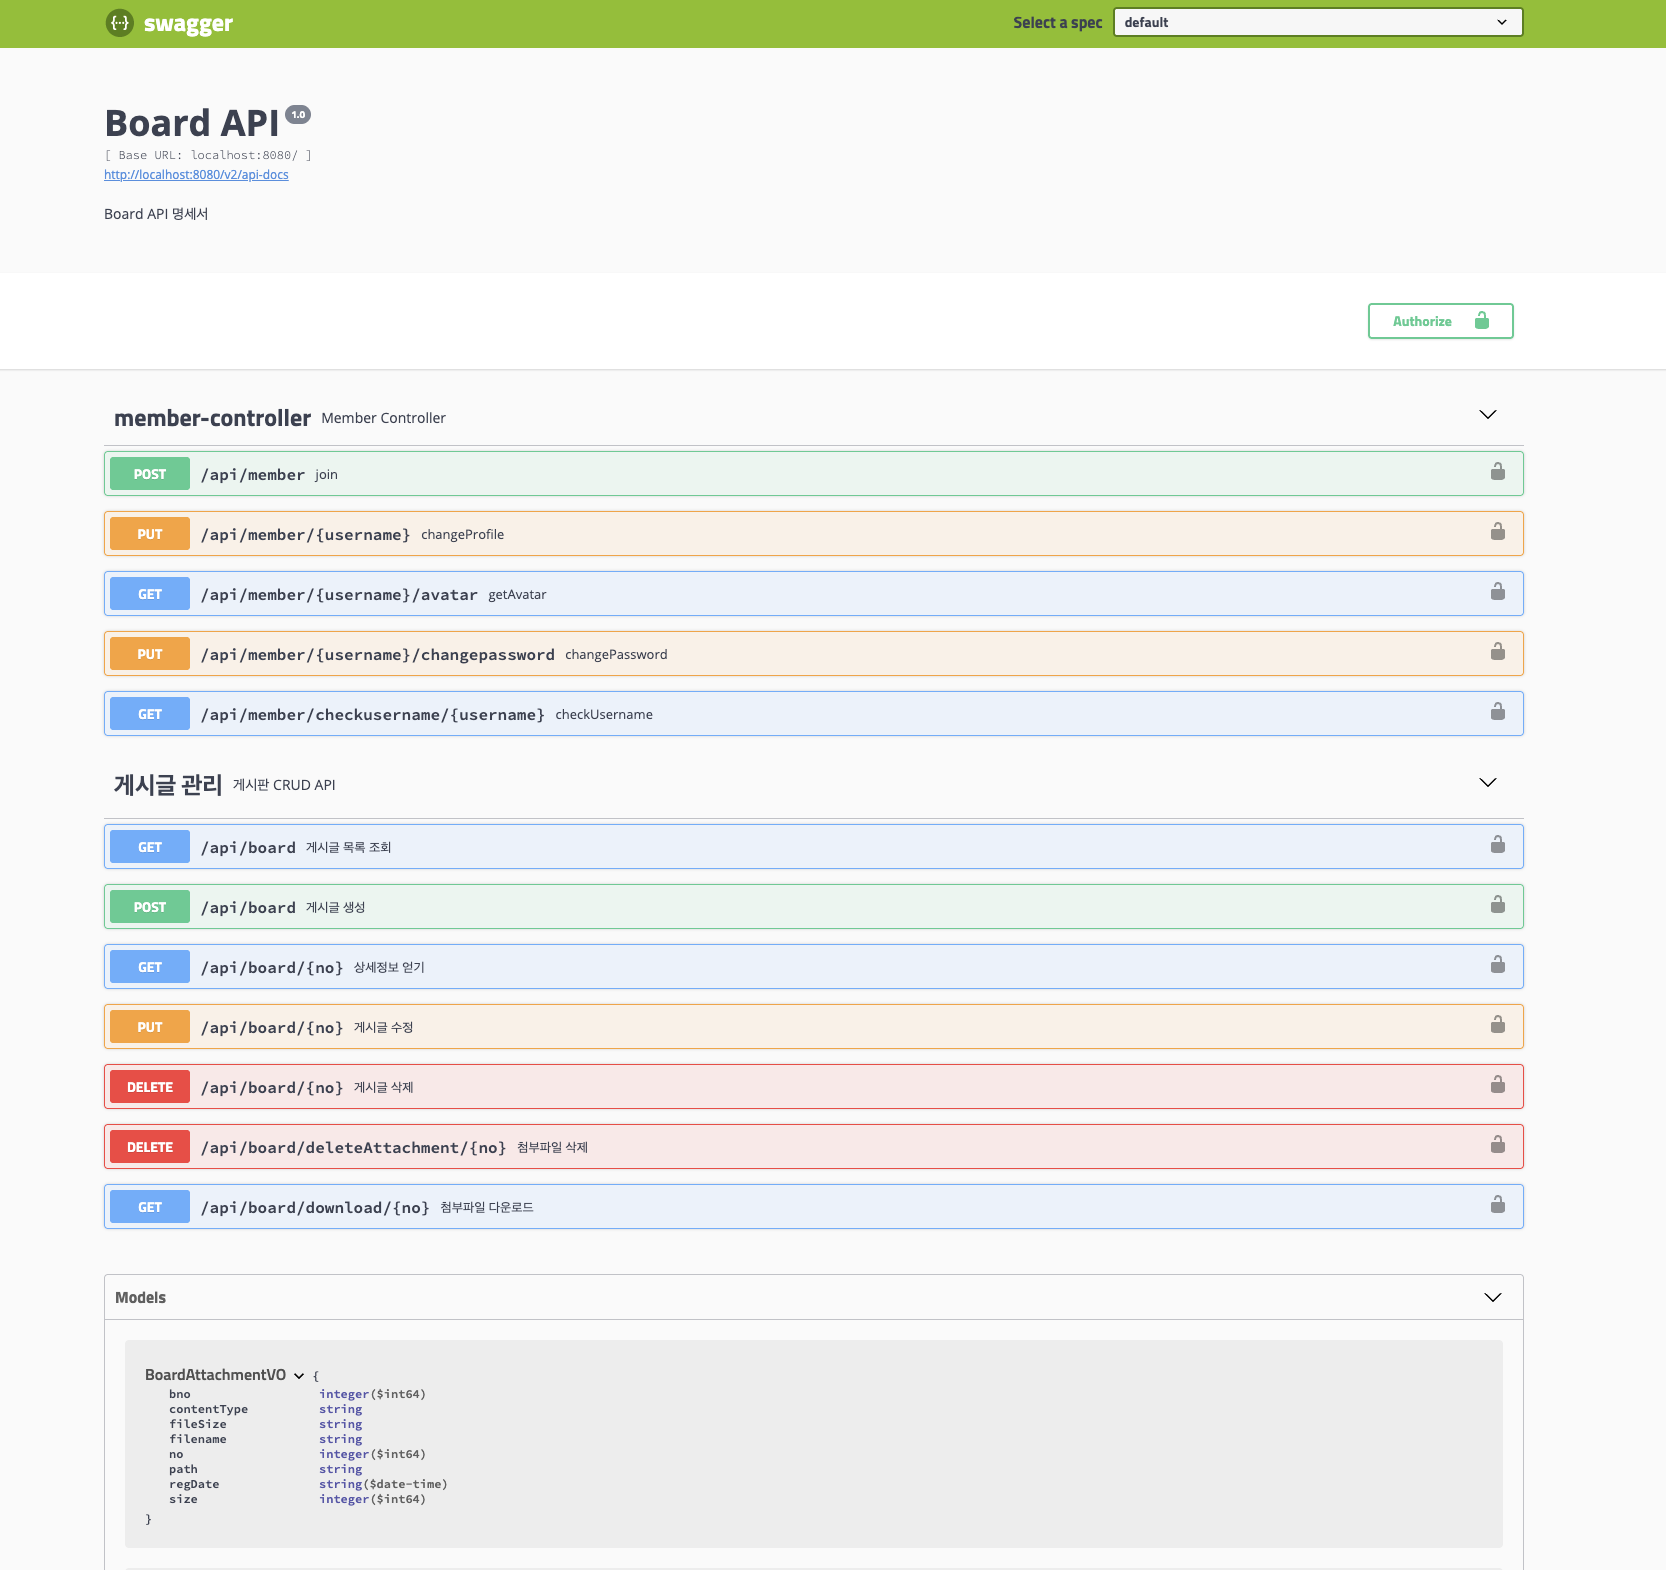 swagger
Select a spec default
Board API 1.0
[ Base URL: localhost:8080/ ]
http://localhost:8080/v2/api-docs
Board API 명세서
Authorize
member-controller Member Controller
POST /api/member join
PUT /api/member/{username} changeProfile
GET /api/member/{username}/avatar getAvatar
PUT /api/member/{username}/changepassword changePassword
GET /api/member/checkusername/{username} checkUsername
게시글 관리 게시판 CRUD API
GET /api/board 게시글 목록 조회
POST /api/board 게시글 생성
GET /api/board/{no} 상세정보 얻기
PUT /api/board/{no} 게시글 수정
DELETE /api/board/{no} 게시글 삭제
DELETE /api/board/deleteAttachment/{no} 첨부파일 삭제
GET /api/board/download/{no} 첨부파일 다운로드
Models
BoardAttachmentVO {
bno integer($int64)
contentType string
fileSize string
filename string
no integer($int64)
path string
regDate string($date-time)
size integer($int64)
}